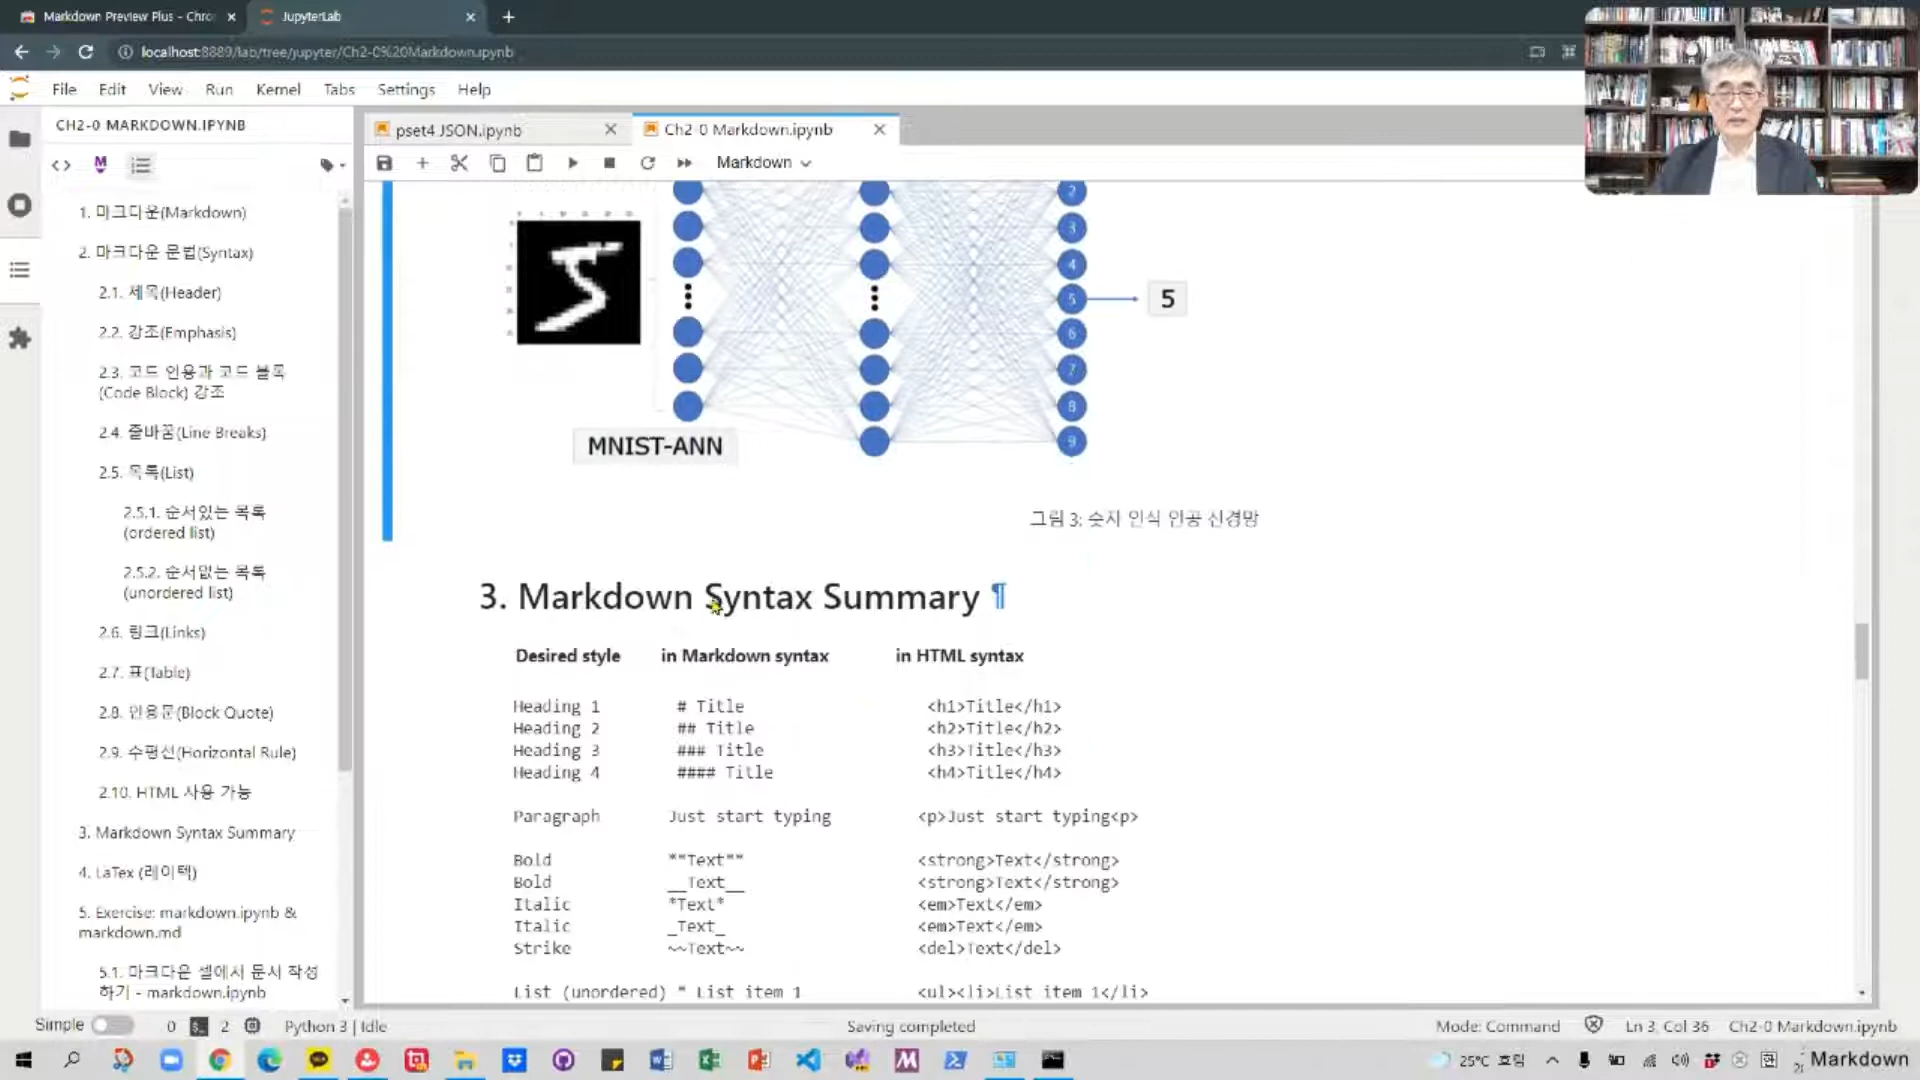 Markdown Preview Plus - Chro
JupyterLab
localhost:8889/lab/tree/jupyter/Ch2-0%20Markdown.ipynb
File Edit View Run Kernel Tabs Settings Help
CH2-0 MARKDOWN.IPYNB
pset4 JSON.ipynb
Ch2-0 Markdown.ipynb
Markdown
1. 마크다운(Markdown)
2. 마크다운 문법(Syntax)
2.1. 제목(Header)
2.2. 강조(Emphasis)
2.3. 코드 인용과 코드 블록
(Code Block) 강조
2.4. 줄바꿈(Line Breaks)
2.5. 목록(List)
2.5.1. 순서있는 목록
(ordered list)
2.5.2. 순서없는 목록
(unordered list)
2.6. 링크(Links)
2.7. 표(Table)
2.8. 인용문(Block Quote)
2.9. 수평선(Horizontal Rule)
2.10. HTML 사용 가능
3. Markdown Syntax Summary
4. LaTex (레이텍)
5. Exercise: markdown.ipynb &
markdown.md
5.1. 마크다운 셀에서 문서 작성
하기 - markdown.ipynb
2
3
4
5
6
7
8
9
5
MNIST-ANN
그림 3: 숫자 인식 인공 신경망
3. Markdown Syntax Summary ¶
Desired style in Markdown syntax in HTML syntax
Heading 1 # Title <h1>Title</h1>
Heading 2 ## Title <h2>Title</h2>
Heading 3 ### Title <h3>Title</h3>
Heading 4 #### Title <h4>Title</h4>
Paragraph Just start typing <p>Just start typing<p>
Bold **Text** <strong>Text</strong>
Bold __Text__ <strong>Text</strong>
Italic *Text* <em>Text</em>
Italic _Text_ <em>Text</em>
Strike ~~Text~~ <del>Text</del>
List (unordered) * List item 1 <ul><li>List item 1</li>
Simple 0 2 Python 3 | Idle Saving completed Mode: Command Ln 3, Col 36 Ch2-0 Markdown.ipynb
25°C 흐림 한 Markdown